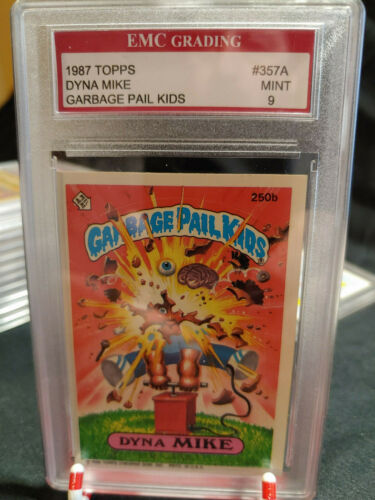 EMC GRADING
1987 TOPPS #357A
DYNA MIKE MINT
GARBAGE PAIL KIDS 9
250b
GARBAGE PAIL KIDS
DYNA MIKE